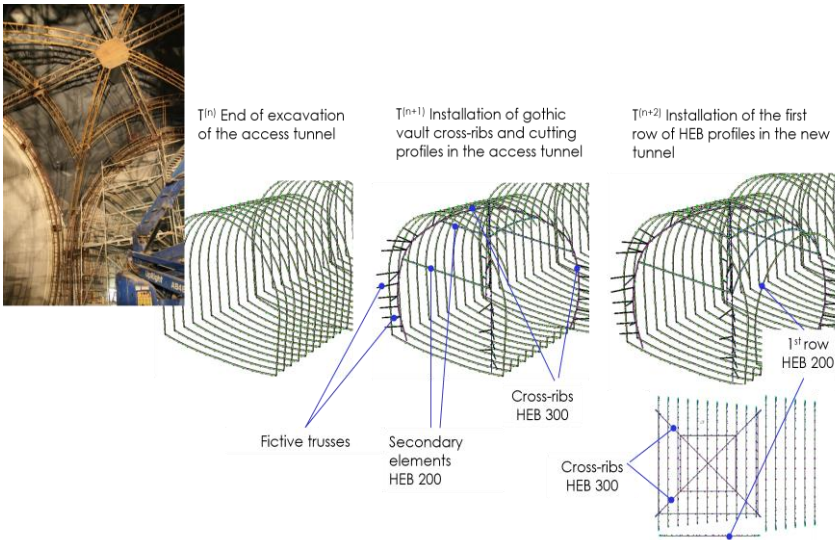 T(n) End of excavation
of the access tunnel
T(n+1) Installation of gothic
vault cross-ribs and cutting
profiles in the access tunnel
T(n+2) Installation of the first
row of HEB profiles in the new
tunnel
1st row
HEB 200
Cross-ribs
HEB 300
Fictive trusses
Secondary
elements
HEB 200
Cross-ribs
HEB 300